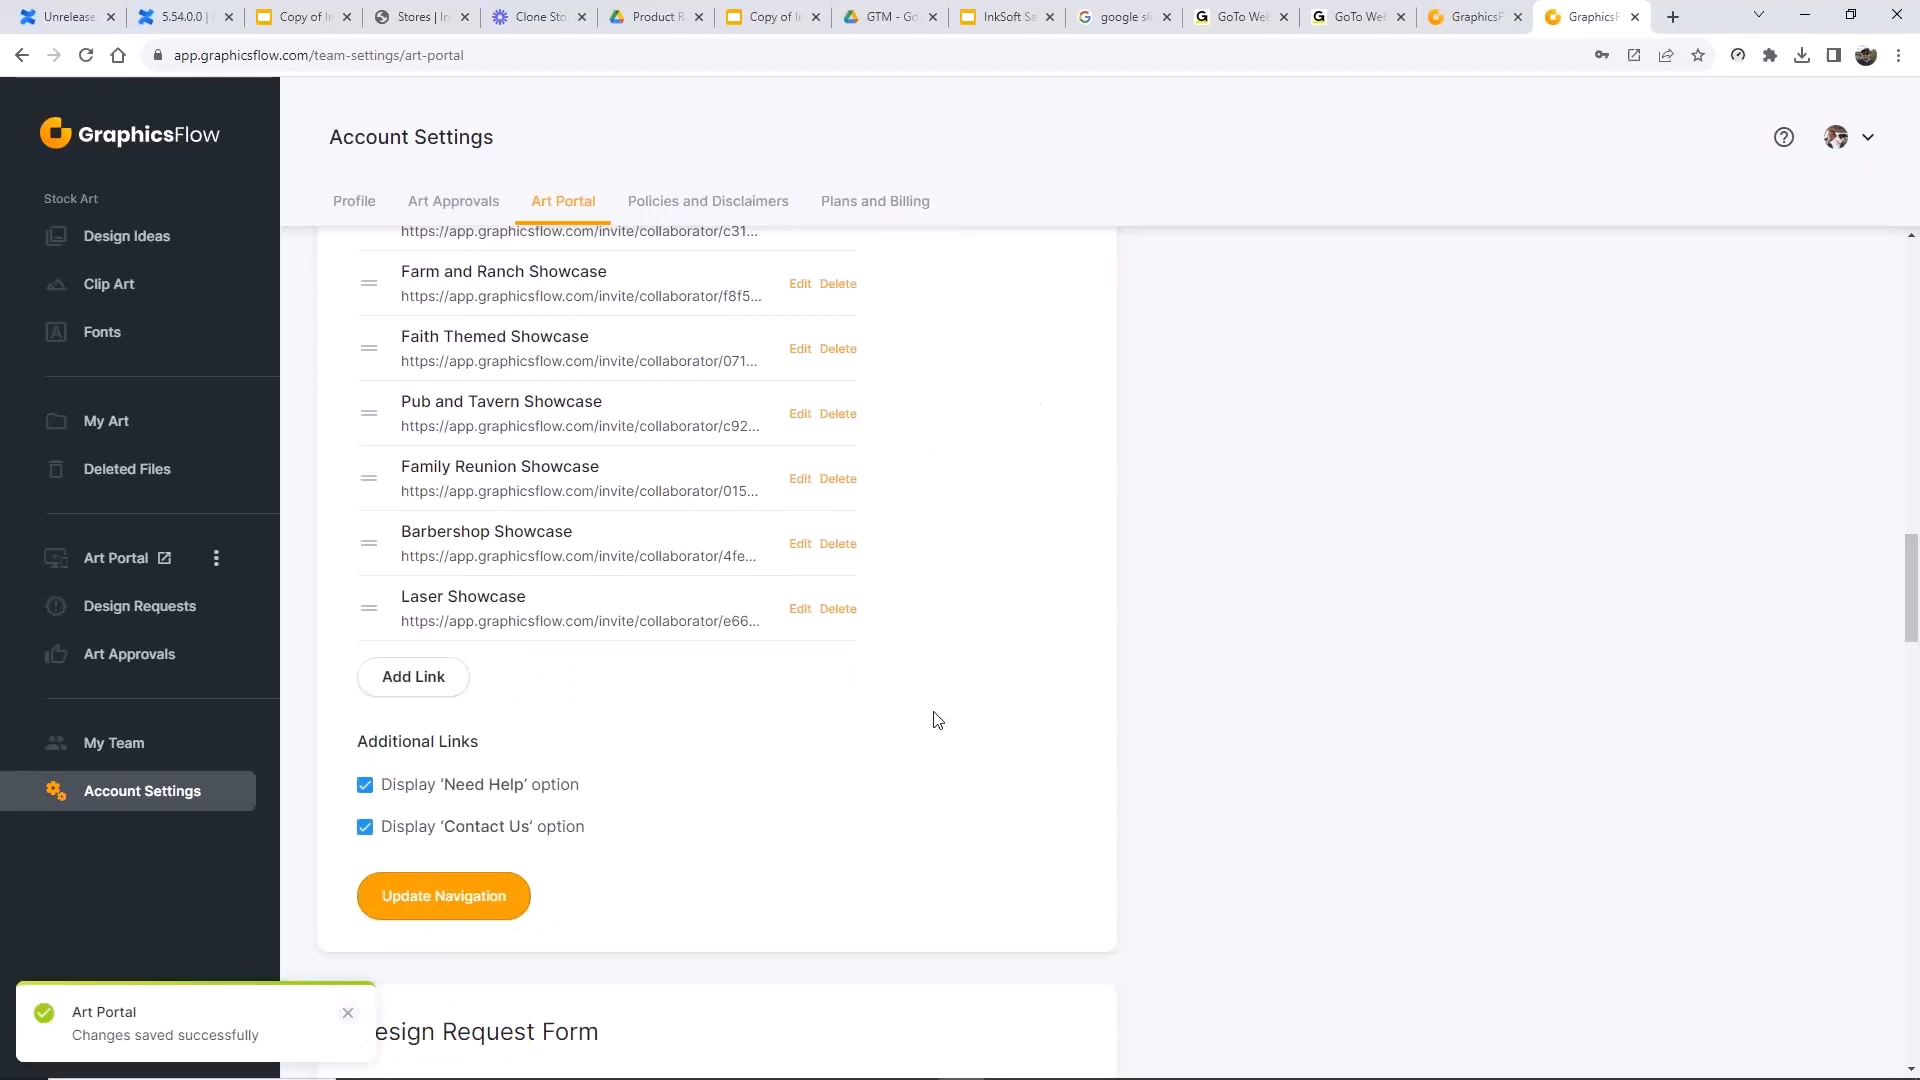 Unrelease
5.54.0.0 |
Copy of In
Stores | In
Clone Sto
Product R
Copy of In
GTM - Go
InkSoft Sa
google sli
GoTo Web
GoTo Web
GraphicsF
GraphicsF
app.graphicsflow.com/team-settings/art-portal
GraphicsFlow
Account Settings
Profile
Art Approvals
Art Portal
Policies and Disclaimers
Plans and Billing
Stock Art
Design Ideas
Clip Art
Fonts
My Art
Deleted Files
Art Portal
Design Requests
Art Approvals
My Team
Account Settings
https://app.graphicsflow.com/invite/collaborator/c31...
Farm and Ranch Showcase
https://app.graphicsflow.com/invite/collaborator/f8f5...
Edit Delete
Faith Themed Showcase
https://app.graphicsflow.com/invite/collaborator/071...
Edit Delete
Pub and Tavern Showcase
https://app.graphicsflow.com/invite/collaborator/c92...
Edit Delete
Family Reunion Showcase
https://app.graphicsflow.com/invite/collaborator/015...
Edit Delete
Barbershop Showcase
https://app.graphicsflow.com/invite/collaborator/4fe...
Edit Delete
Laser Showcase
https://app.graphicsflow.com/invite/collaborator/e66...
Edit Delete
Add Link
Additional Links
Display ‘Need Help’ option
Display ‘Contact Us’ option
Update Navigation
esign Request Form
Art Portal
Changes saved successfully